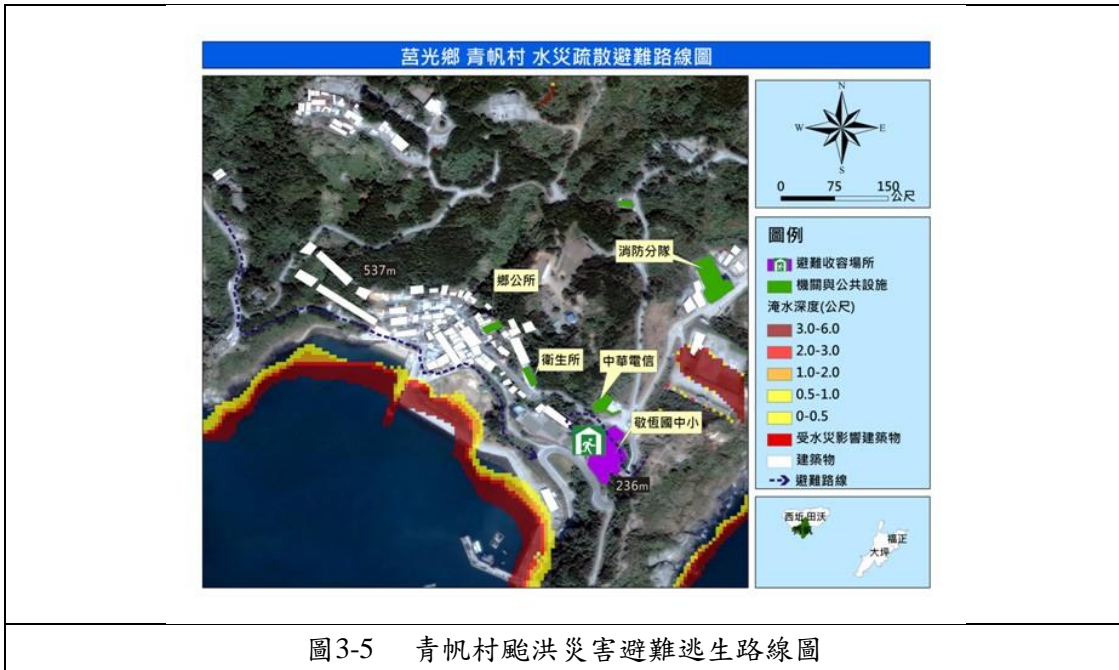 莒光鄉 青帆村 水災疏散避難路線圖
N
W
E
S
0 75 150
公尺
消防分隊
鄉公所
537m
衛生所
中華電信
敬恆國中小
236m
圖例
避難收容場所
機關與公共設施
淹水深度(公尺)
3.0-6.0
2.0-3.0
1.0-2.0
0.5-1.0
0-0.5
受水災影響建築物
建築物
避難路線
西坵 田沃
福正
大坪
圖3-5 青帆村颱洪災害避難逃生路線圖